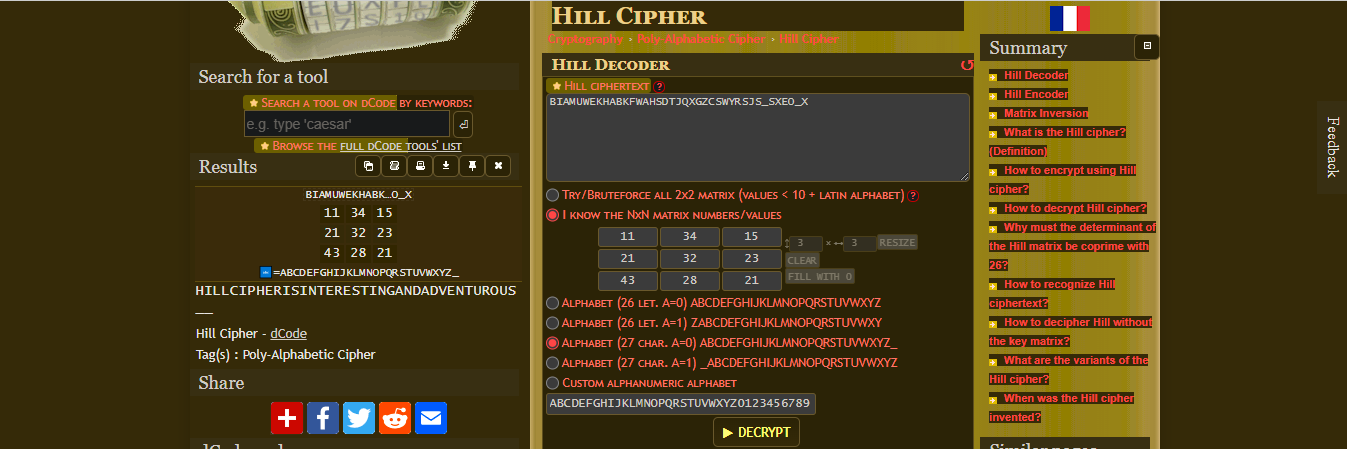 Search for a tool
★ Search a tool on dCode by keywords:
e.g. type 'caesar'
★ Browse the full dCode tools' list
Results
BIAMUWEKHABK…O_X
11 34 15
21 32 23
43 28 21
=ABCDEFGHIJKLMNOPQRSTUVWXYZ_
HILLCIPHERISINTERESTINGANDADVENTUROUS
__
Hill Cipher - dCode
Tag(s) : Poly-Alphabetic Cipher
Share
Hill Cipher
Cryptography › Poly-Alphabetic Cipher › Hill Cipher
Hill Decoder
★ Hill ciphertext ?
BIAMUWEKHABKFWAHSDTJQXGZCSWYRSJS_SXEO_X
Try/Bruteforce all 2x2 matrix (values < 10 + latin alphabet) ?
I know the NxN matrix numbers/values
11 34 15
21 32 23
43 28 21
↕ 3 ×↔ 3 RESIZE
CLEAR
FILL WITH 0
Alphabet (26 let. A=0) ABCDEFGHIJKLMNOPQRSTUVWXYZ
Alphabet (26 let. A=1) ZABCDEFGHIJKLMNOPQRSTUVWXY
Alphabet (27 char. A=0) ABCDEFGHIJKLMNOPQRSTUVWXYZ_
Alphabet (27 char. A=1) _ABCDEFGHIJKLMNOPQRSTUVWXYZ
Custom alphanumeric alphabet
ABCDEFGHIJKLMNOPQRSTUVWXYZ0123456789
▶ DECRYPT
Summary
Hill Decoder
Hill Encoder
Matrix Inversion
What is the Hill cipher?
(Definition)
How to encrypt using Hill
cipher?
How to decrypt Hill cipher?
Why must the determinant of
the Hill matrix be coprime with
26?
How to recognize Hill
ciphertext?
How to decipher Hill without
the key matrix?
What are the variants of the
Hill cipher?
When was the Hill cipher
invented?
Feedback